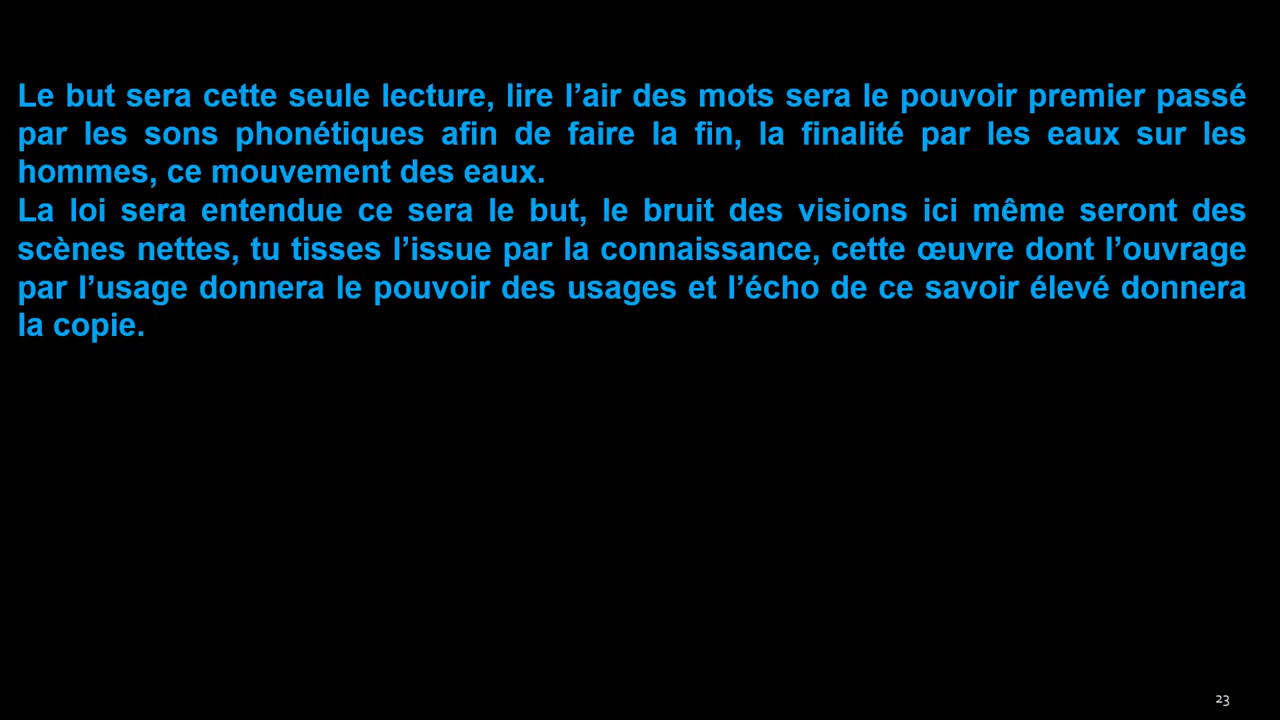 Le but sera cette seule lecture, lire l’air des mots sera le pouvoir premier passé
par les sons phonétiques afin de faire la fin, la finalité par les eaux sur les
hommes, ce mouvement des eaux.
La loi sera entendue ce sera le but, le bruit des visions ici même seront des
scènes nettes, tu tisses l’issue par la connaissance, cette œuvre dont l’ouvrage
par l’usage donnera le pouvoir des usages et l’écho de ce savoir élevé donnera
la copie.
23